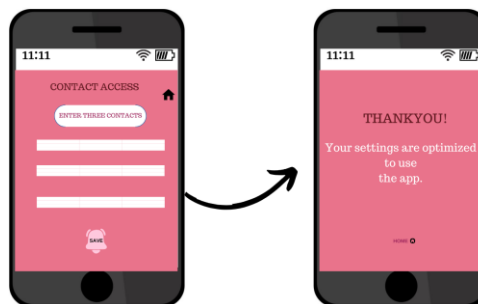 11:11
CONTACT ACCESS
ENTER THREE CONTACTS
SAVE
11:11
THANKYOU!
Your settings are optimized
to use
the app.
HOME